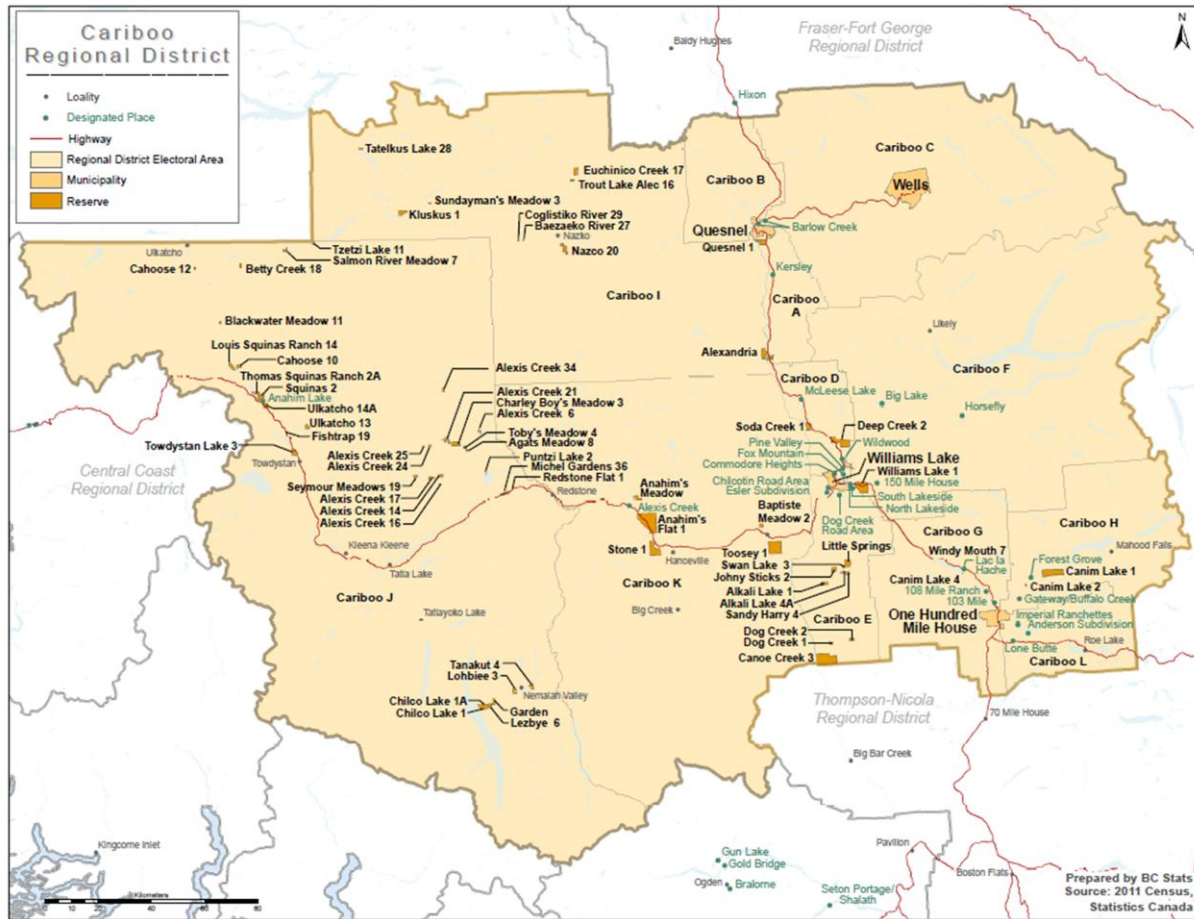 Cariboo
Regional District
Loality
Designated Place
Highway
Regional District Electoral Area
Municipality
Reserve
N
Fraser-Fort George
Regional District
Baldy Hughes
Hixon
Tatelkus Lake 28
Euchinico Creek 17
Trout Lake Alec 16
Cariboo B
Cariboo C
Wells
Sundayman's Meadow 3
Kluskus 1
Coglistiko River 29
Baezaeko River 27
Nazko
Nazco 20
Quesnel
Quesnel 1
Barlow Creek
Kersley
Ulkatcho
Tzetzi Lake 11
Salmon River Meadow 7
Cahoose 12
Betty Creek 18
Cariboo I
Cariboo
A
Likely
Blackwater Meadow 11
Louis Squinas Ranch 14
Cahoose 10
Thomas Squinas Ranch 2A
Squinas 2
Anahim Lake
Ulkatcho 14A
Ulkatcho 13
Fishtrap 19
Towdystan Lake 3
Towdystan
Central Coast
Regional District
Alexis Creek 34
Alexis Creek 21
Charley Boy's Meadow 3
Alexis Creek 6
Toby's Meadow 4
Agats Meadow 8
Puntzi Lake 2
Michel Gardens 36
Redstone Flat 1
Alexis Creek 25
Alexis Creek 24
Seymour Meadows 19
Alexis Creek 17
Alexis Creek 14
Alexis Creek 16
Redstone
Alexandria
Cariboo D
McLeese Lake
Big Lake
Cariboo F
Horsefly
Soda Creek 1
Deep Creek 2
Pine Valley
Wildwood
Fox Mountain
Commodore Heights
Williams Lake
Williams Lake 1
150 Mile House
Chilcotin Road Area
Esler Subdivision
South Lakeside
North Lakeside
Dog Creek
Road Area
Anahim's
Meadow
Alexis Creek
Anahim's
Flat 1
Baptiste
Meadow 2
Stone 1
Hanceville
Toosey 1
Little Springs
Swan Lake 3
Johny Sticks 2
Alkali Lake 1
Alkali Lake 4A
Sandy Harry 4
Cariboo G
Cariboo H
Windy Mouth 7
Lac la
Hache
Mahood Falls
Forest Grove
Canim Lake 1
Canim Lake 4
Canim Lake 2
108 Mile Ranch
103 Mile
Gateway/Buffalo Creek
One Hundred
Mile House
Imperial Ranchettes
Anderson Subdivision
Roe Lake
Lone Butte
Cariboo L
Kleena Kleene
Tatla Lake
Cariboo J
Tatlayoko Lake
Cariboo K
Big Creek
Cariboo E
Dog Creek 2
Dog Creek 1
Canoe Creek 3
Tanakut 4
Lohbiee 3
Nemaiah Valley
Chilco Lake 1A
Chilco Lake 1
Garden
Lezbye 6
Thompson-Nicola
Regional District
70 Mile House
Big Bar Creek
Kingcome Inlet
Gun Lake
Gold Bridge
Ogden
Bralorne
Seton Portage/
Shalath
Pavilion
Boston Flats
Kilometers
Prepared by BC Stats
Source: 2011 Census,
Statistics Canada